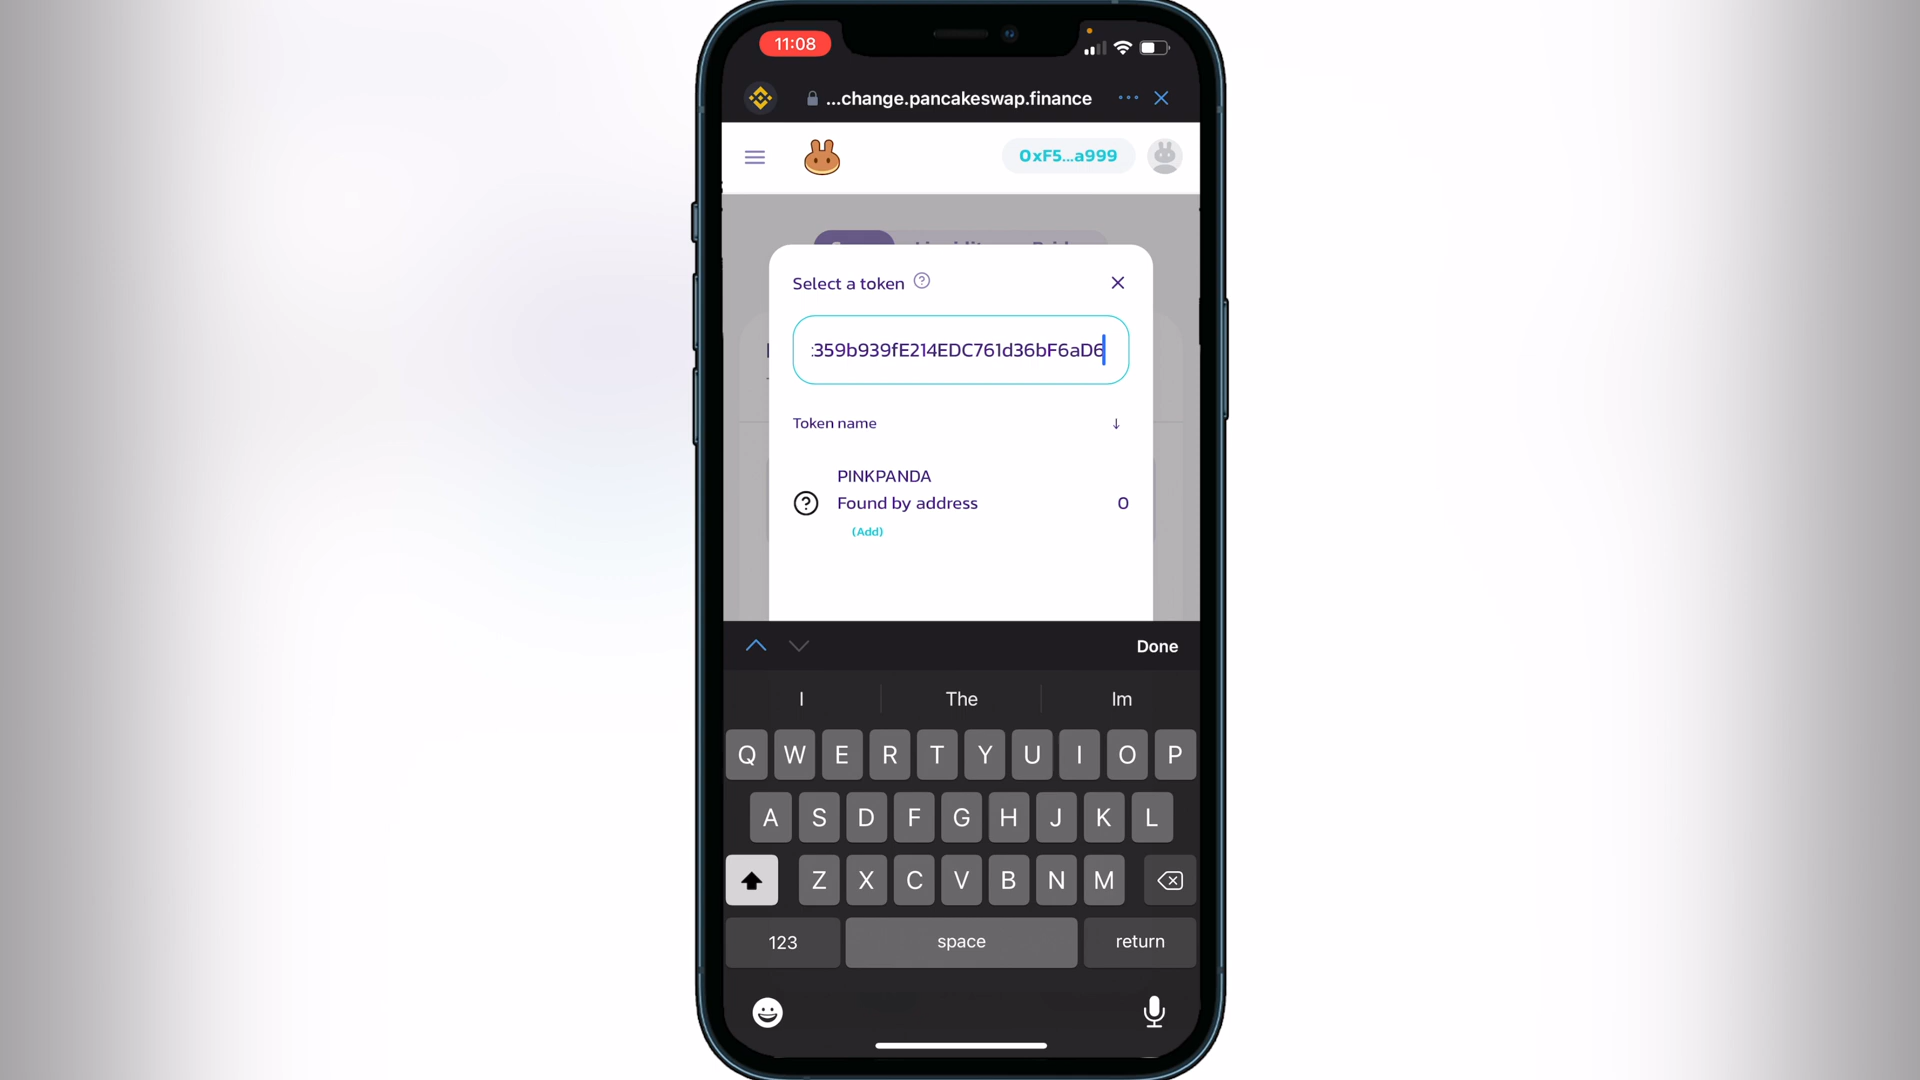 11:08
...change.pancakeswap.finance
0xF5...a999
Select a token
:359b939fE214EDC761d36bF6aD6
Token name
PINKPANDA
Found by address
0
(Add)
Done
I The Im
Q W E R T Y U I O P
A S D F G H J K L
Z X C V B N M
123 space return